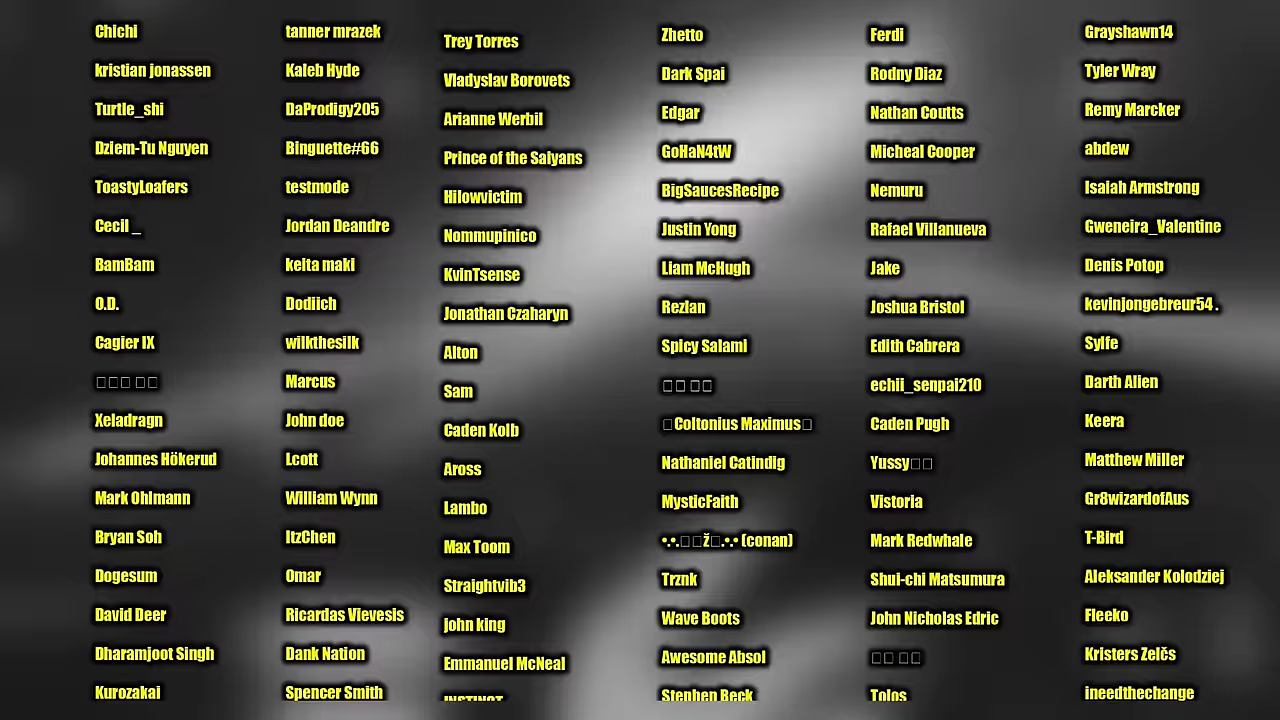 Chichi
kristian jonassen
Turtle_shi
Dziem-Tu Nguyen
ToastyLoafers
Cecil _
BamBam
O.D.
Cagier IX
Xeladragn
Johannes Hökerud
Mark Ohlmann
Bryan Soh
Dogesum
David Deer
Dharamjoot Singh
Kurozakai
tanner mrazek
Kaleb Hyde
DaProdigy205
Binguette#66
testmode
Jordan Deandre
keita maki
Dodiich
wilkthesilk
Marcus
John doe
Lcott
William Wynn
ItzChen
Omar
Ricardas Vievesis
Dank Nation
Spencer Smith
Trey Torres
Vladyslav Borovets
Arianne Werbil
Prince of the Saiyans
Hilowvictim
Nommupinico
KvinTsense
Jonathan Czaharyn
Alton
Sam
Caden Kolb
Aross
Lambo
Max Toom
Straightvib3
john king
Emmanuel McNeal
INSTINCT
Zhetto
Dark Spai
Edgar
GoHaN4tW
BigSaucesRecipe
Justin Yong
Liam McHugh
Rezlan
Spicy Salami
Coltonius Maximus
Nathaniel Catindig
MysticFaith
•.•.ž.•.• (conan)
Trznk
Wave Boots
Awesome Absol
Stephen Beck
Ferdi
Rodny Diaz
Nathan Coutts
Micheal Cooper
Nemuru
Rafael Villanueva
Jake
Joshua Bristol
Edith Cabrera
echii_senpai210
Caden Pugh
Yussy
Vistoria
Mark Redwhale
Shui-chi Matsumura
John Nicholas Edric
Tolos
Grayshawn14
Tyler Wray
Remy Marcker
abdew
Isaiah Armstrong
Gweneira_Valentine
Denis Potop
kevinjongebreur54 .
Sylfe
Darth Alien
Keera
Matthew Miller
Gr8wizardofAus
T-Bird
Aleksander Kolodziej
Fleeko
Kristers Zelčs
ineedthechange